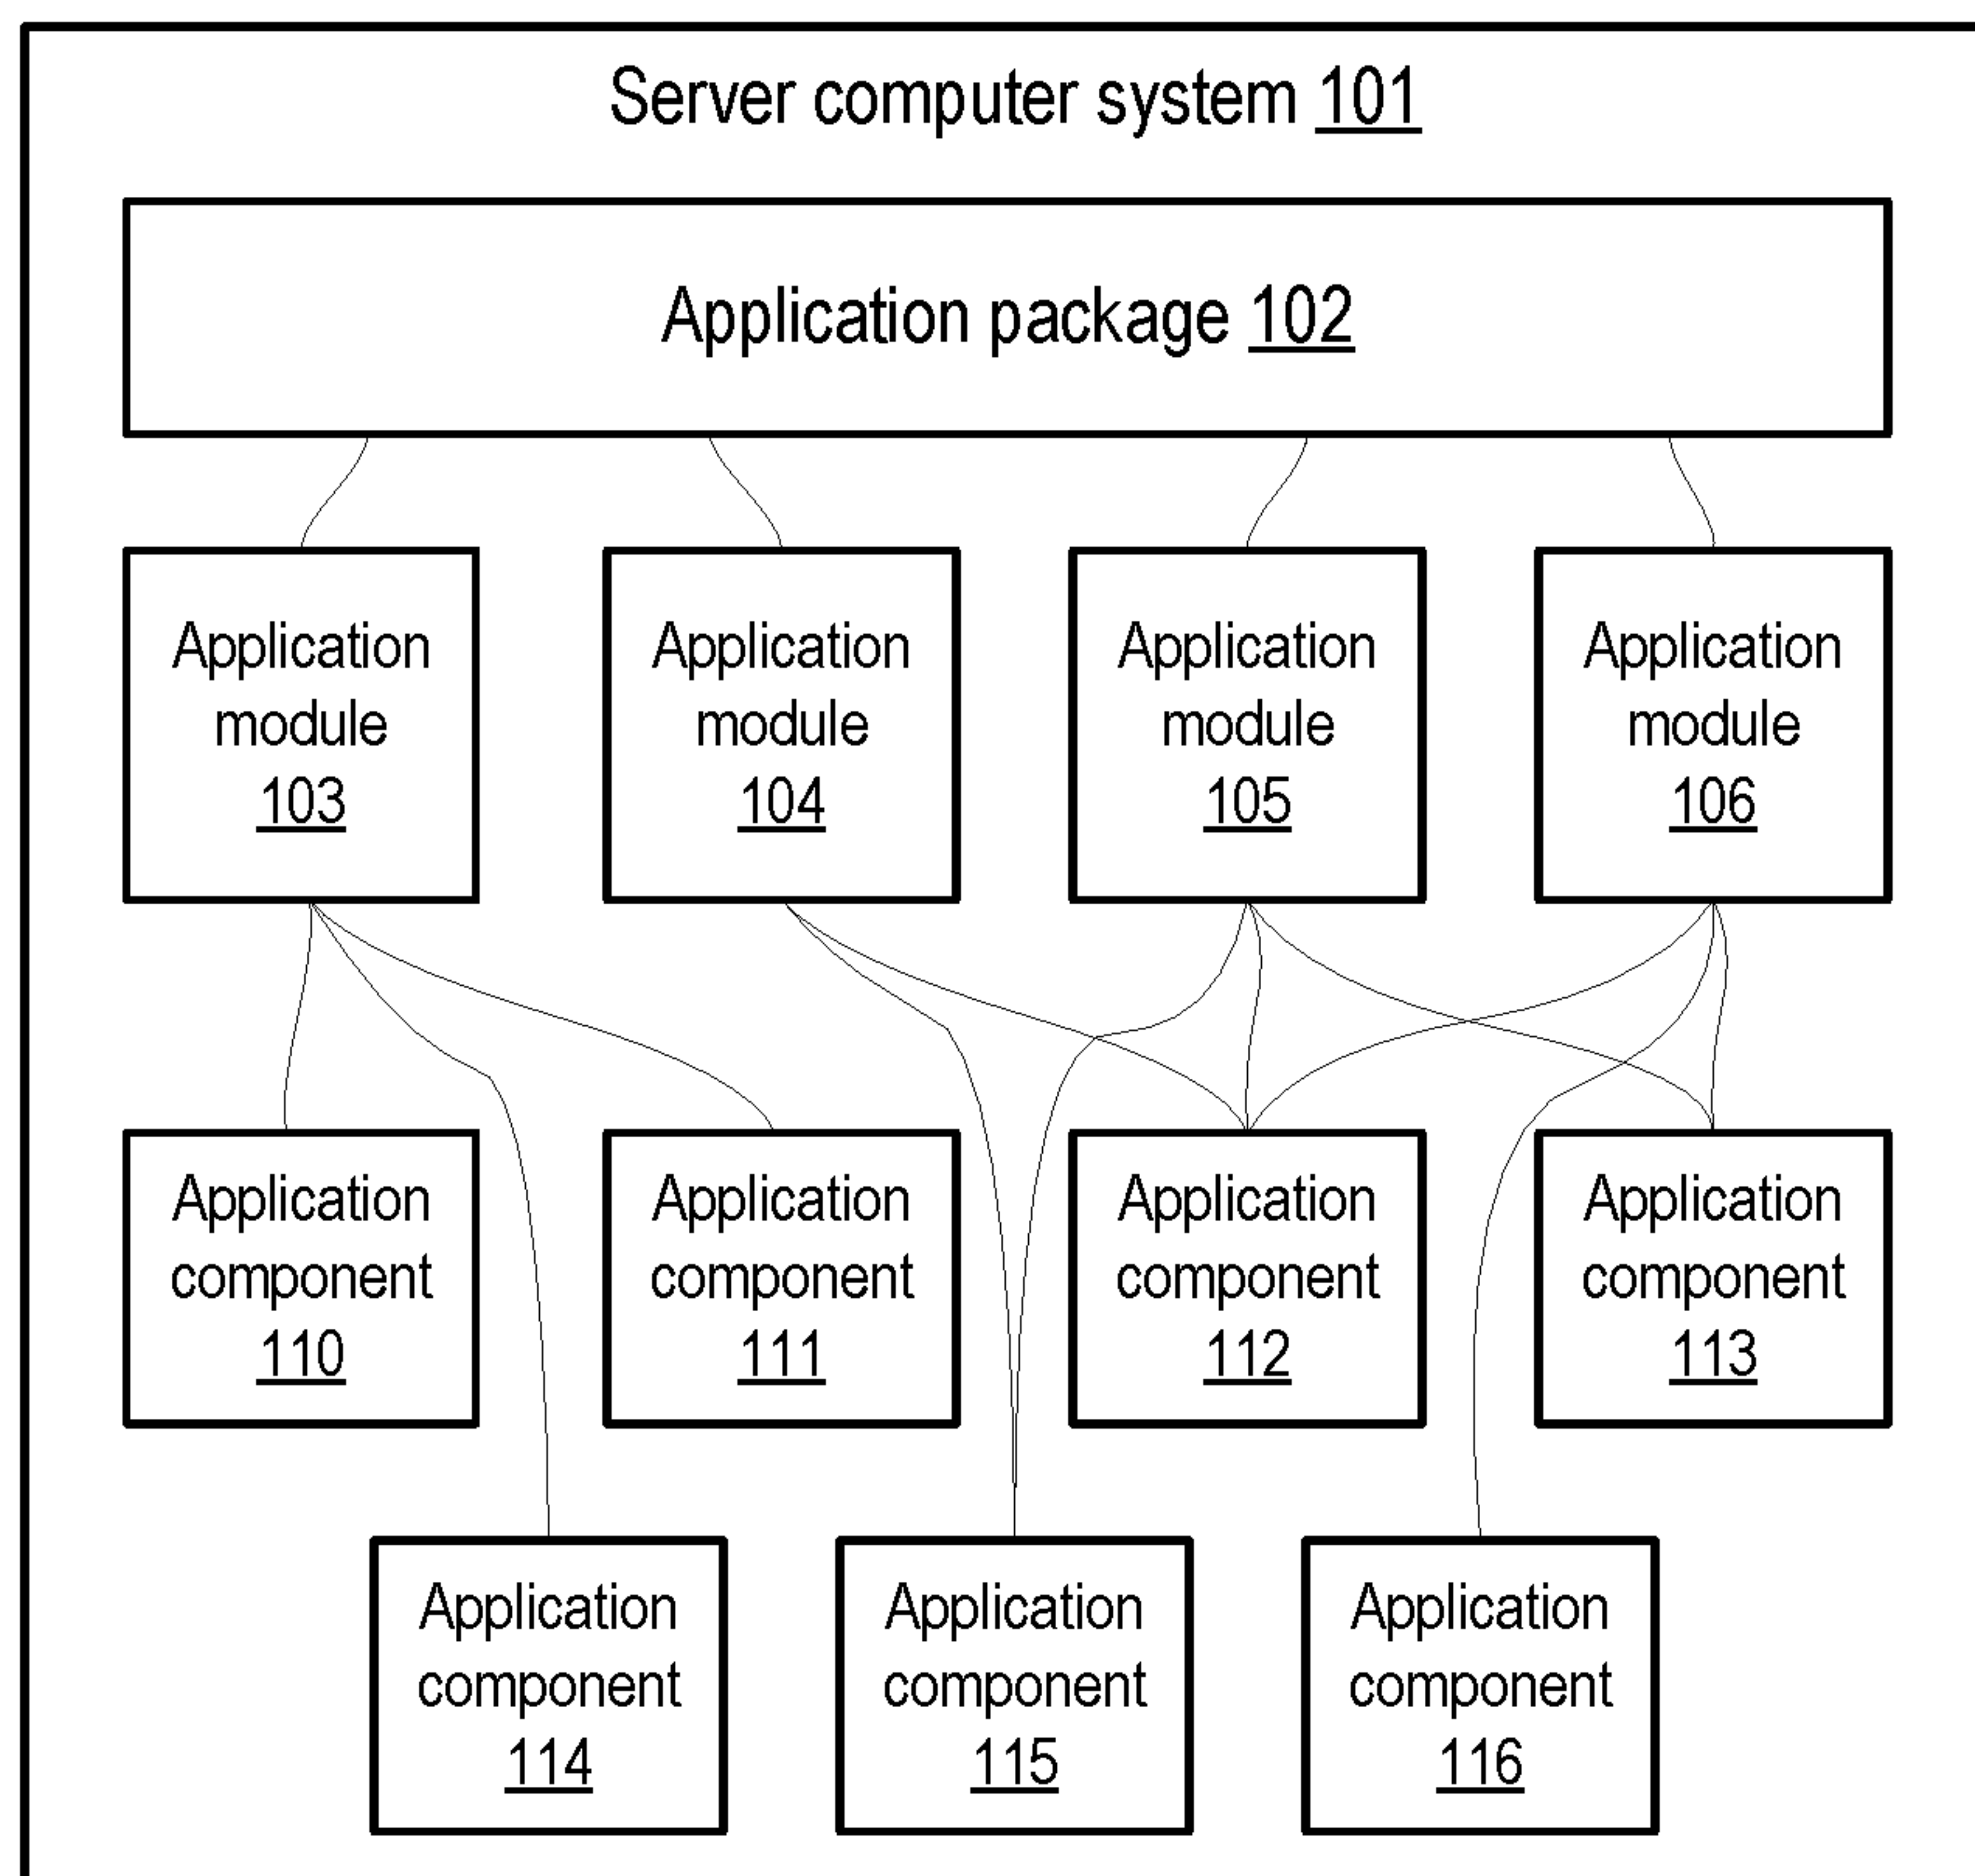 Server computer system 101
Application package 102
Application
module
103
Application
module
104
Application
module
105
Application
module
106
Application
component
110
Application
component
111
Application
component
112
Application
component
113
Application
component
114
Application
component
115
Application
component
116